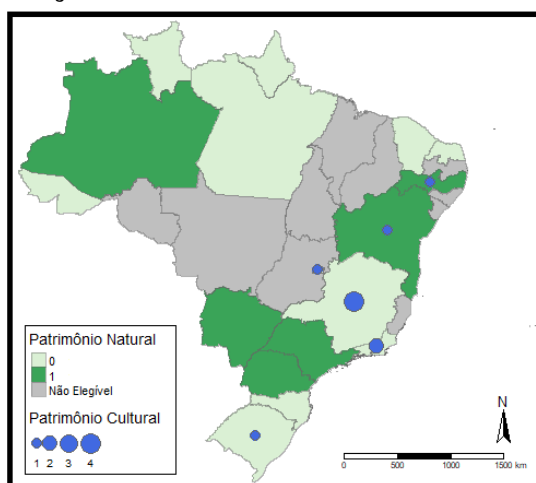 Patrimônio Natural
0
1
Não Elegível
Patrimônio Cultural
1 2 3 4
N
0 500 1000 1500 km